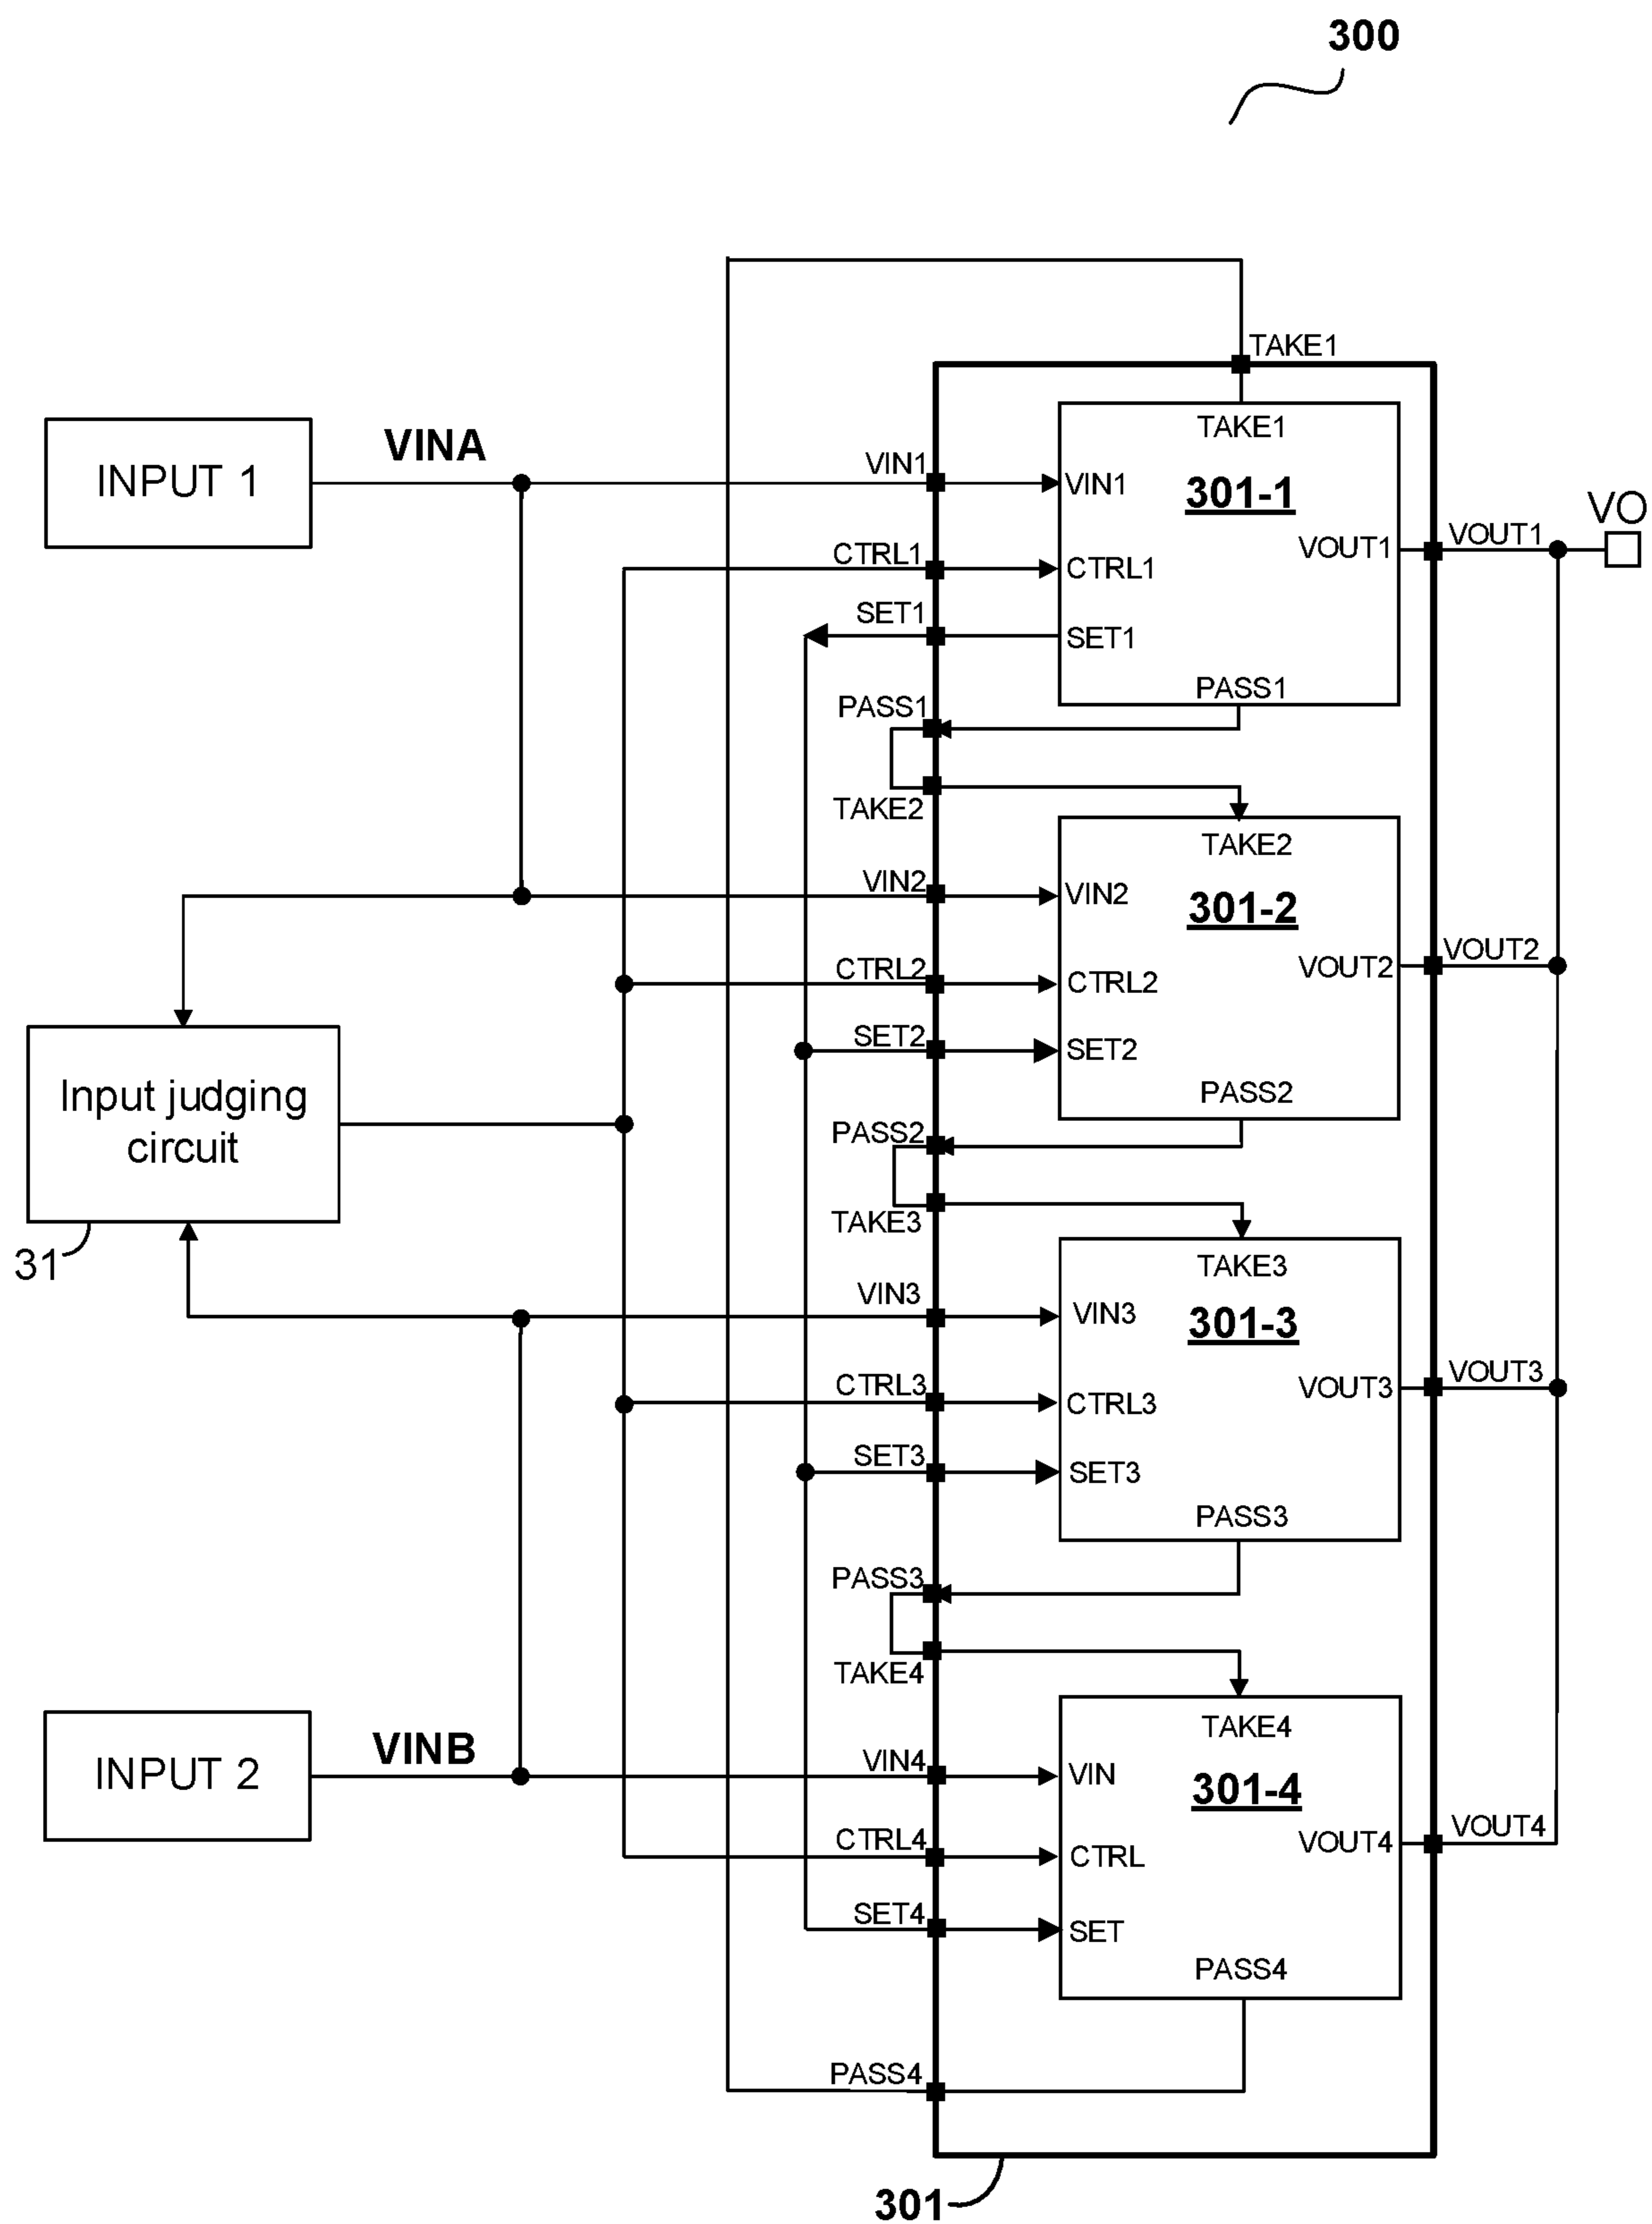 300
TAKE1
INPUT 1
VINA
VIN1
TAKE1
VIN1
301-1
VO
CTRL1
CTRL1
VOUT1
VOUT1
SET1
SET1
PASS1
PASS1
TAKE2
TAKE2
VIN2
VIN2
301-2
CTRL2
CTRL2
VOUT2
VOUT2
SET2
SET2
Input judging
circuit
PASS2
PASS2
31
TAKE3
TAKE3
VIN3
VIN3
301-3
CTRL3
CTRL3
VOUT3
VOUT3
SET3
SET3
PASS3
PASS3
TAKE4
TAKE4
INPUT 2
VINB
VIN4
VIN
301-4
CTRL4
CTRL
VOUT4
VOUT4
SET4
SET
PASS4
PASS4
301